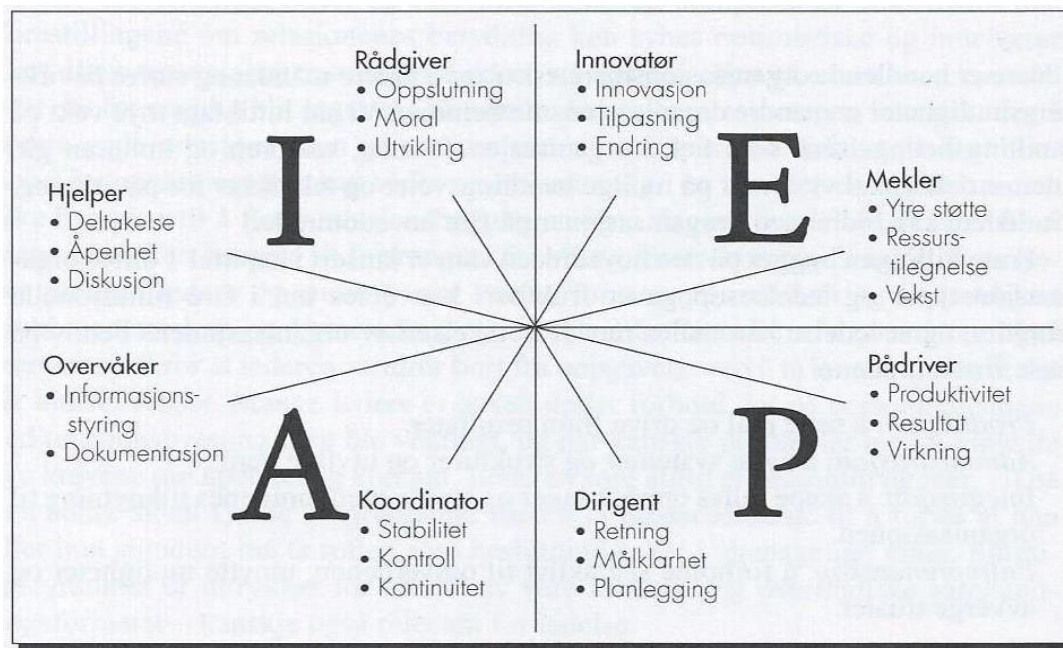 Rådgiver
• Oppslutning
• Moral
• Utvikling
Innovatør
• Innovasjon
• Tilpasning
• Endring
I
E
Hjelper
• Deltakelse
• Åpenhet
• Diskusjon
Mekler
• Ytre støtte
• Ressurs-
tilegnelse
• Vekst
Overvåker
• Informasjons-
styring
• Dokumentasjon
Pådriver
• Produktivitet
• Resultat
• Virkning
A
P
Koordinator
• Stabilitet
• Kontroll
• Kontinuitet
Dirigent
• Retning
• Målklarhet
• Planlegging